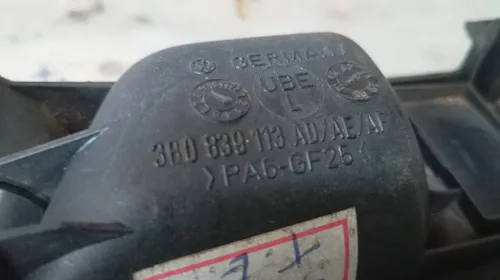 GERMANY
UBE
L
3B0 839 113 AD/AE/AF
>PA6-GF25<